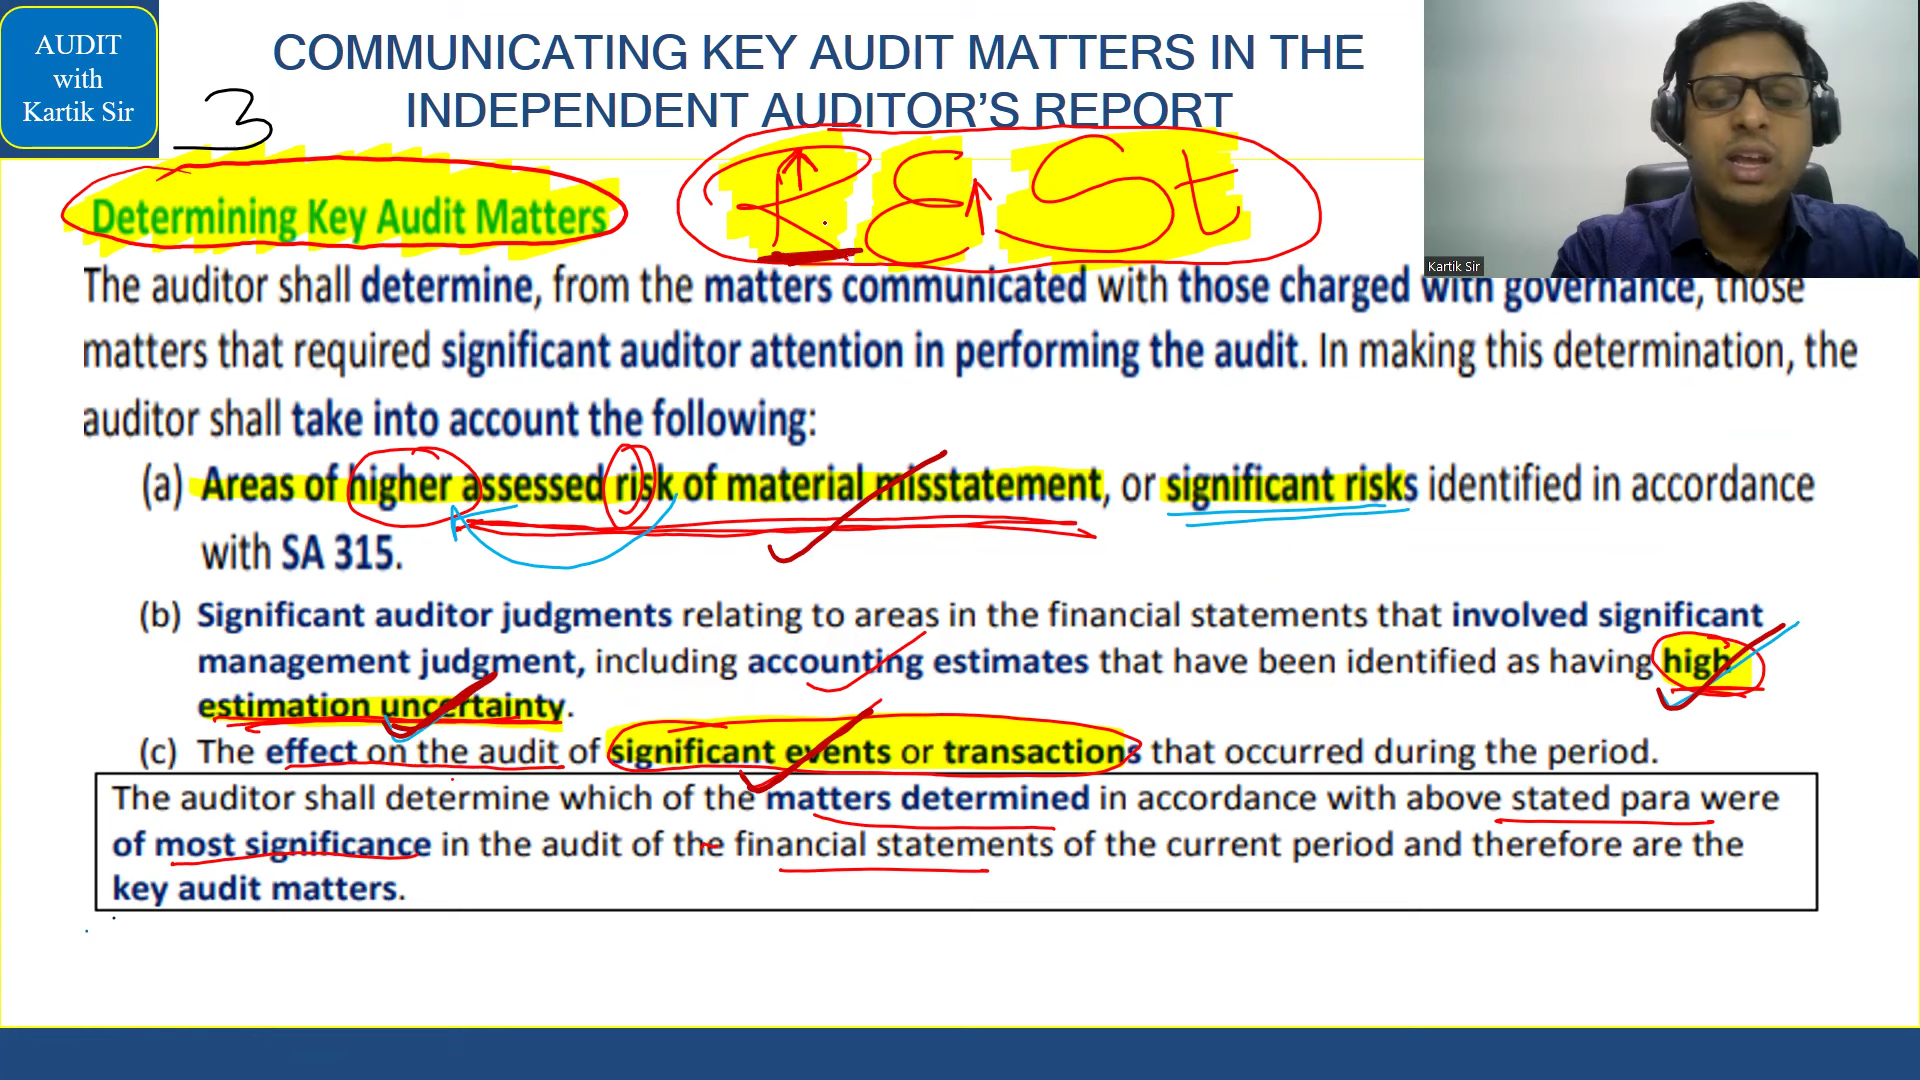 AUDIT
with
Kartik Sir
COMMUNICATING KEY AUDIT MATTERS IN THE
INDEPENDENT AUDITOR'S REPORT
3
R E St
Kartik Sir
Determining Key Audit Matters
The auditor shall determine, from the matters communicated with those charged with governance, those
matters that required significant auditor attention in performing the audit. In making this determination, the
auditor shall take into account the following:
(a) Areas of higher assessed risk of material misstatement, or significant risks identified in accordance
with SA 315.
(b) Significant auditor judgments relating to areas in the financial statements that involved significant
management judgment, including accounting estimates that have been identified as having high
estimation uncertainty.
(c) The effect on the audit of significant events or transactions that occurred during the period.
The auditor shall determine which of the matters determined in accordance with above stated para were
of most significance in the audit of the financial statements of the current period and therefore are the
key audit matters.